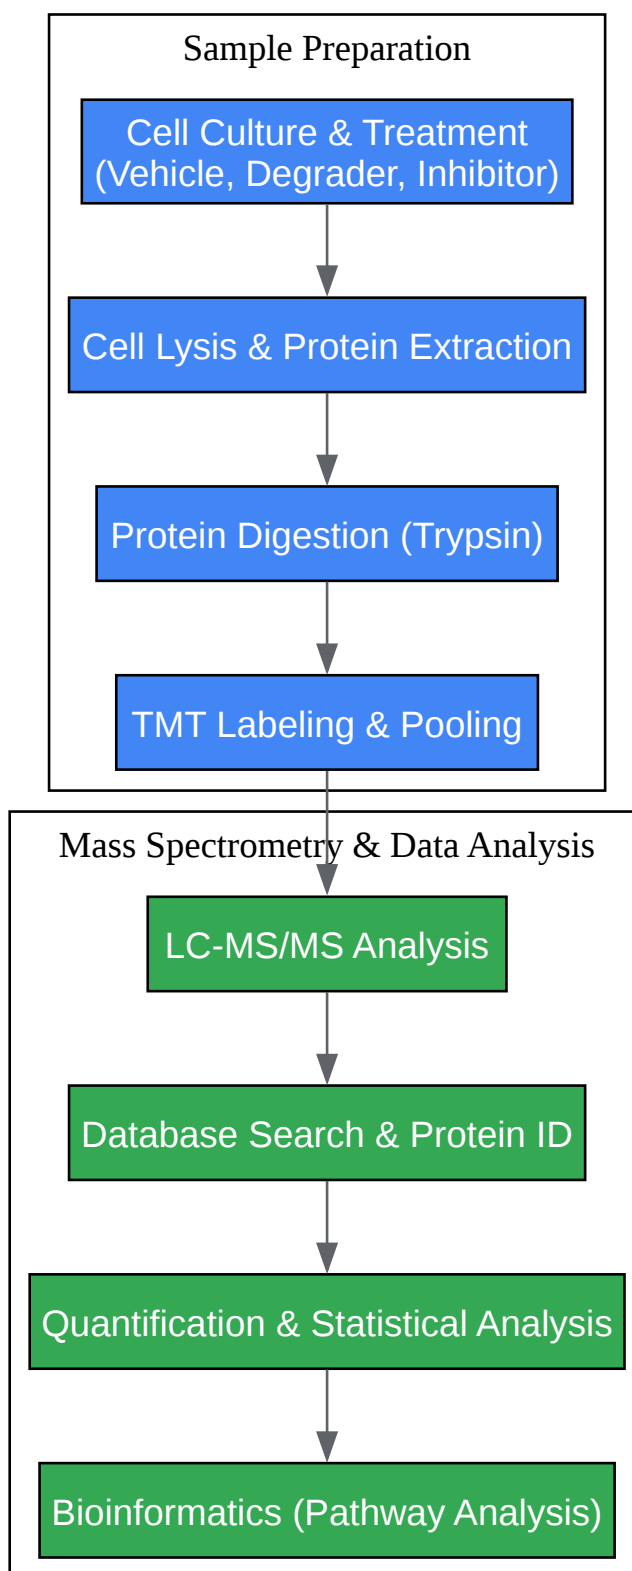 Sample Preparation
Cell Culture & Treatment
(Vehicle, Degrader, Inhibitor)
Cell Lysis & Protein Extraction
Protein Digestion (Trypsin)
TMT Labeling & Pooling
Mass Spectrometry & Data Analysis
LC-MS/MS Analysis
Database Search & Protein ID
Quantification & Statistical Analysis
Bioinformatics (Pathway Analysis)